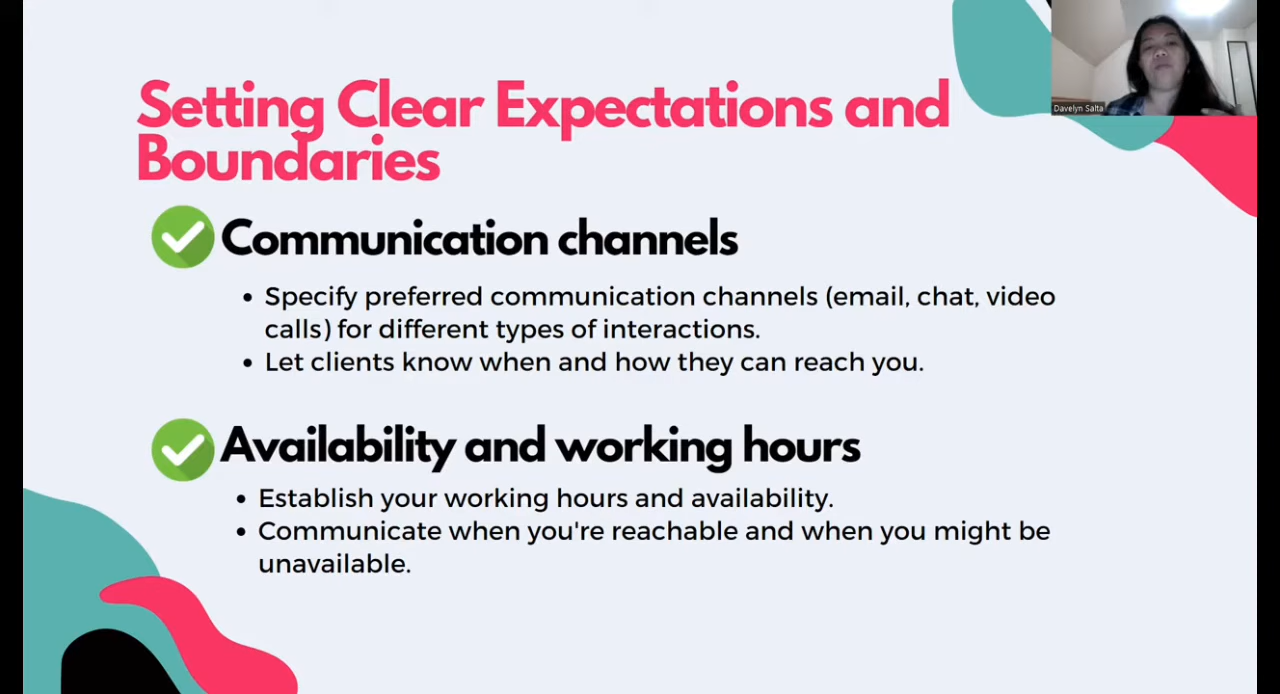 Davelyn Salta
Setting Clear Expectations and
Boundaries
Communication channels
• Specify preferred communication channels (email, chat, video
calls) for different types of interactions.
• Let clients know when and how they can reach you.
Availability and working hours
• Establish your working hours and availability.
• Communicate when you're reachable and when you might be
unavailable.